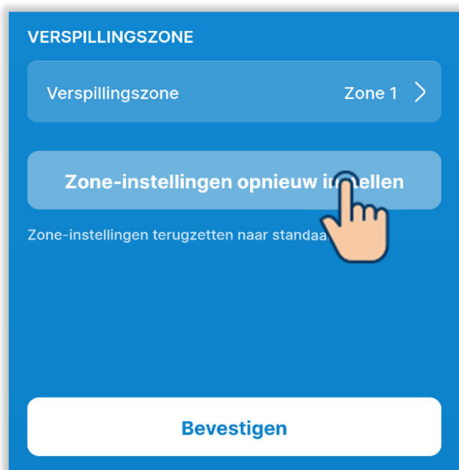 VERSPILLINGSZONE
Verspillingszone Zone 1
Zone-instellingen opnieuw
Zone-instellingen terugzetten naar
Bevestigen